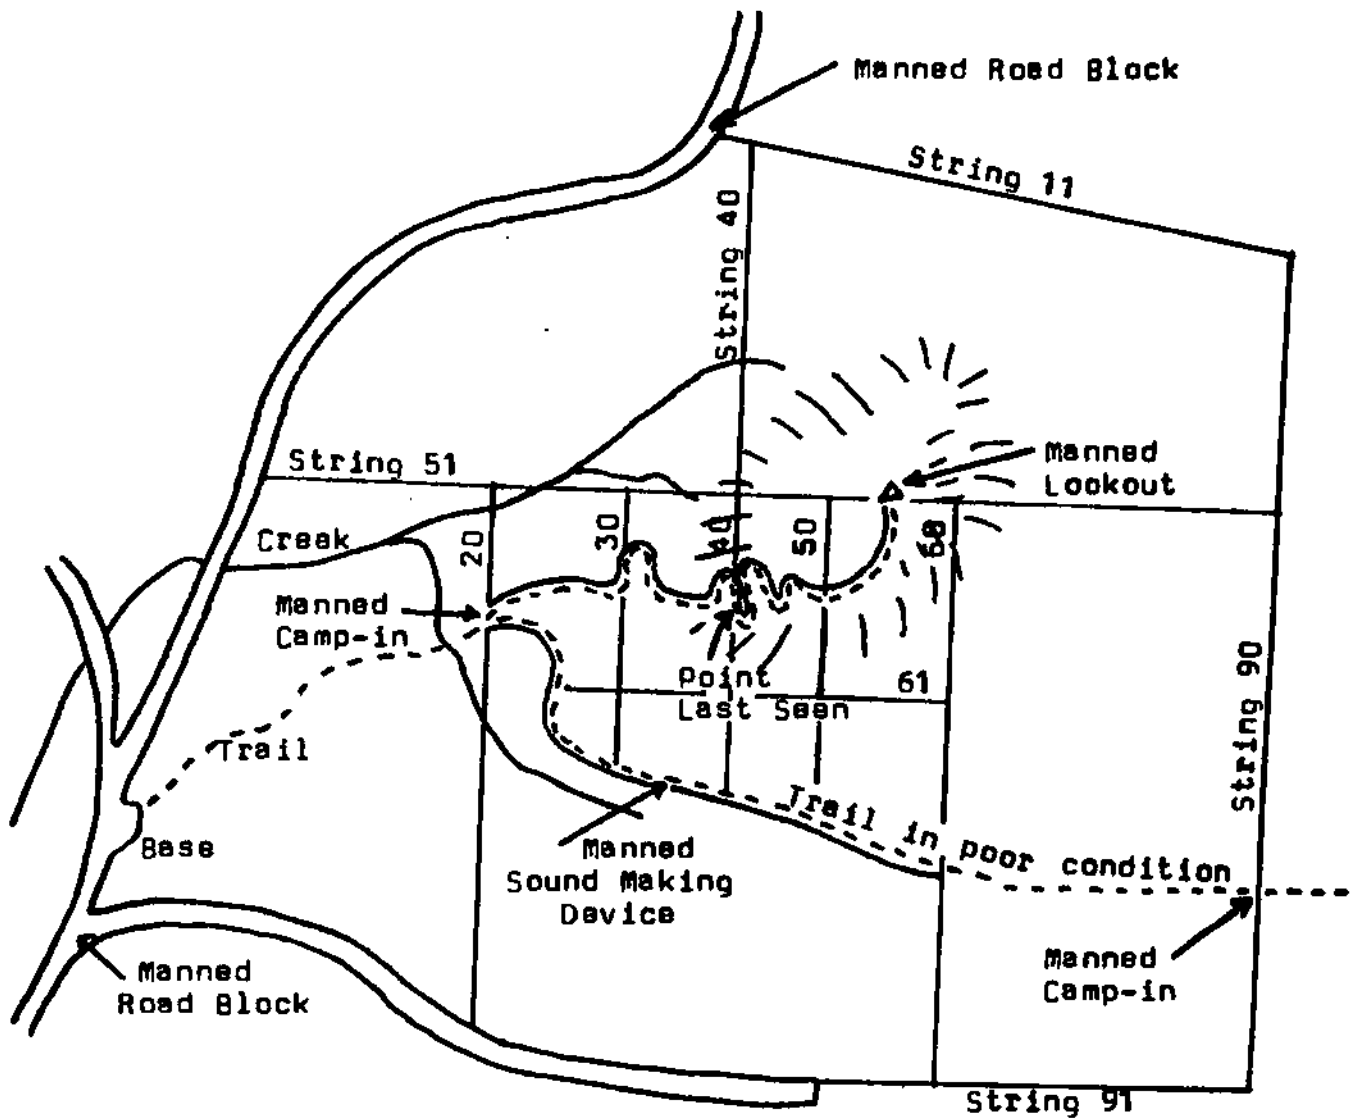 Manned Road Block
String 11
String 40
String 51
Manned
Lookout
Creek
20
30
40
50
Manned
Camp-in
Point
Last Seen
61
String 90
Trail
Trail in poor condition
Base
Manned
Sound Making
Device
Manned
Road Block
Manned
Camp-in
String 91